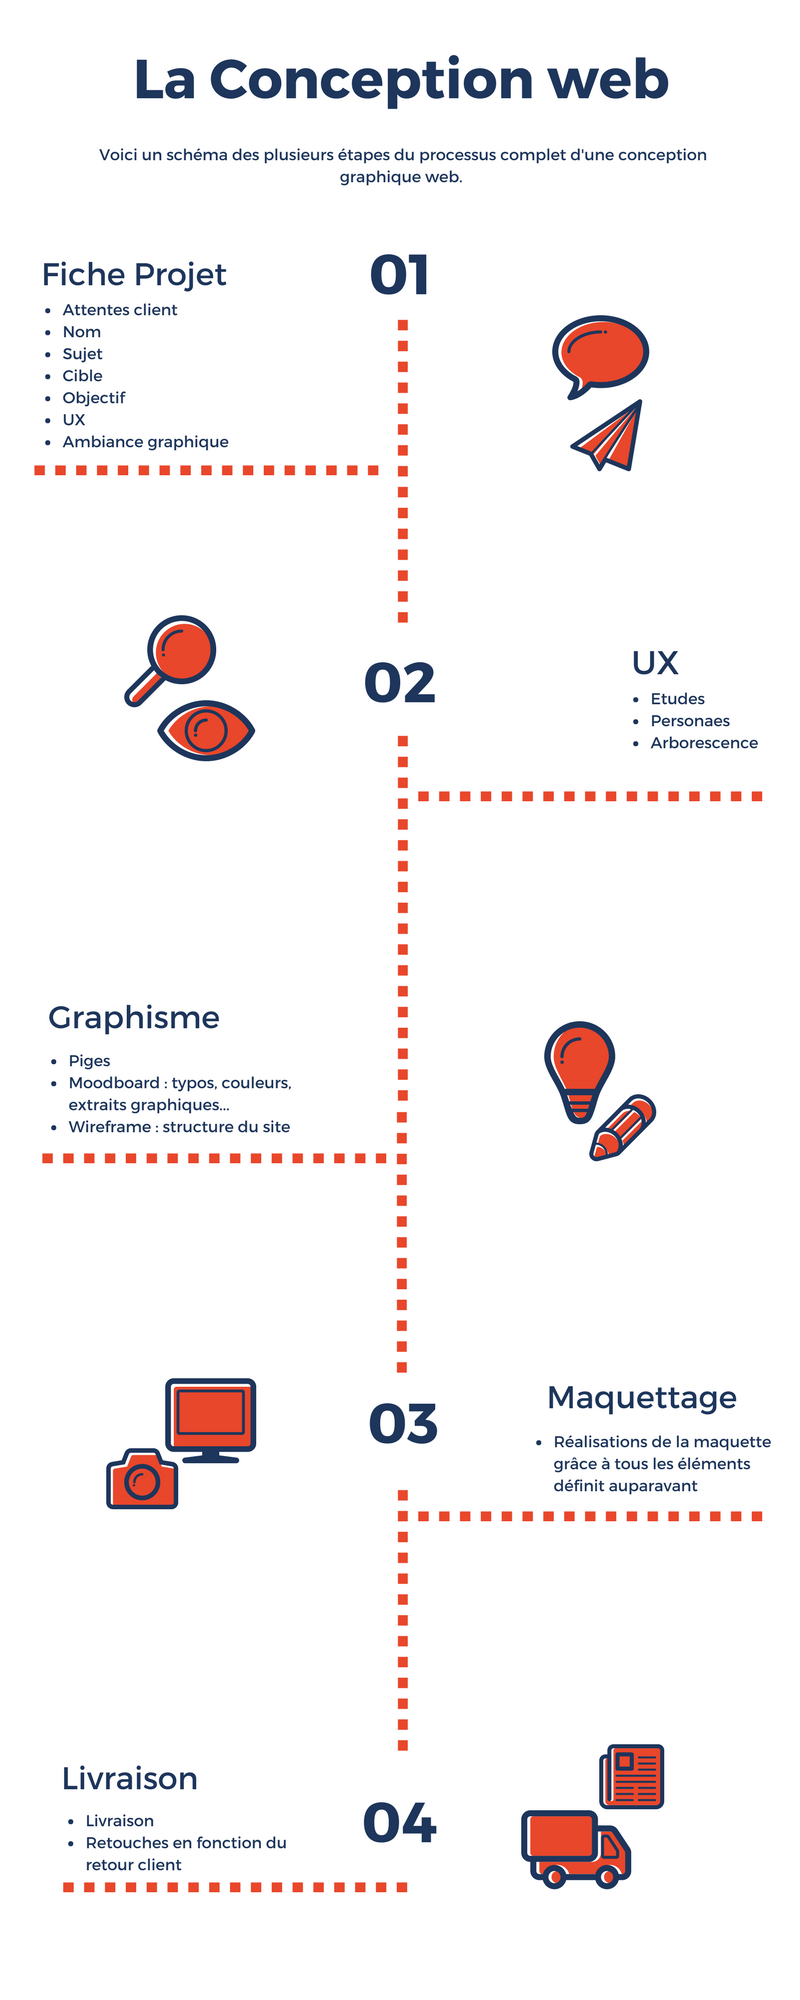 La Conception web
Voici un schéma des plusieurs étapes du processus complet d'une conception
graphique web.
01
Fiche Projet
• Attentes client
• Nom
• Sujet
• Cible
• Objectif
• UX
• Ambiance graphique
02
UX
• Etudes
• Personaes
• Arborescence
Graphisme
• Piges
• Moodboard : typos, couleurs,
extraits graphiques...
• Wireframe : structure du site
03
Maquettage
• Réalisations de la maquette
grâce à tous les éléments
définit auparavant
04
Livraison
• Livraison
• Retouches en fonction du
retour client